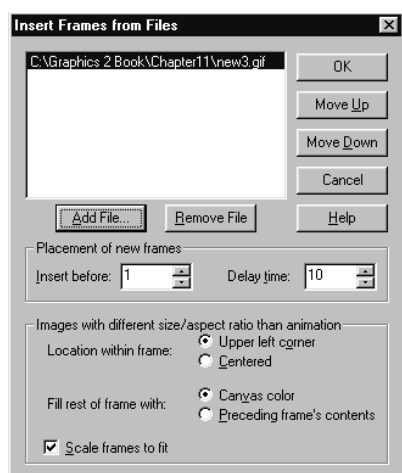 Insert Frames from Files
C:\Graphics 2 Book\Chapter11\new3.gif
OK
Move Up
Move Down
Cancel
Add File... Remove File Help
Placement of new frames
Insert before: 1 Delay time: 10
Images with different size/aspect ratio than animation
Location within frame: Upper left corner
Centered
Fill rest of frame with: Canvas color
Preceding frame's contents
Scale frames to fit